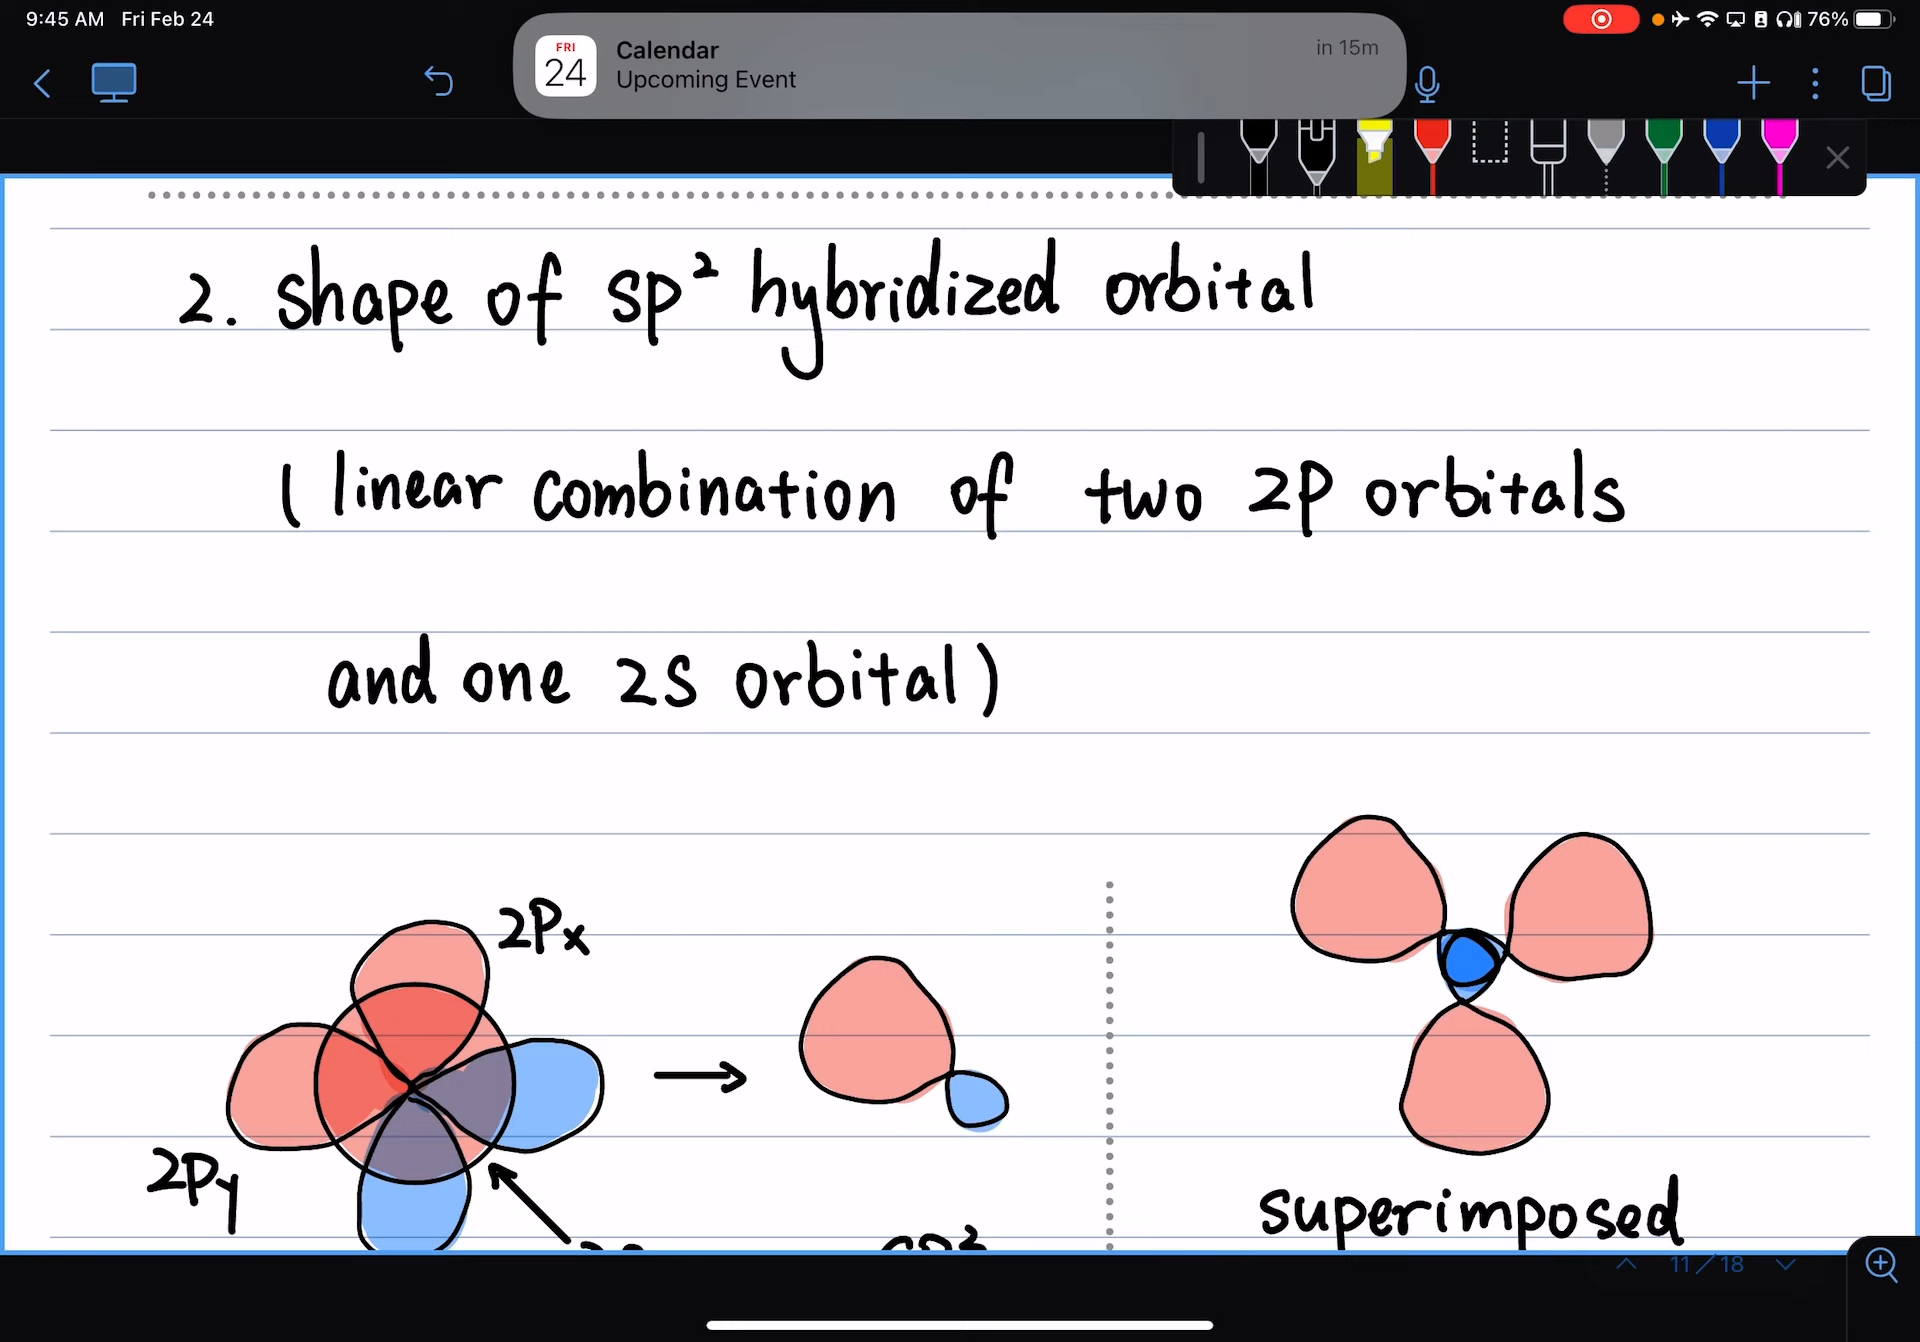 9:45 AM Fri Feb 24
76%
FRI
24
Calendar
Upcoming Event
in 15m
2. shape of sp² hybridized orbital
(linear combination of two 2p orbitals
and one 2s orbital)
2Px
2Py
superimposed
11/18